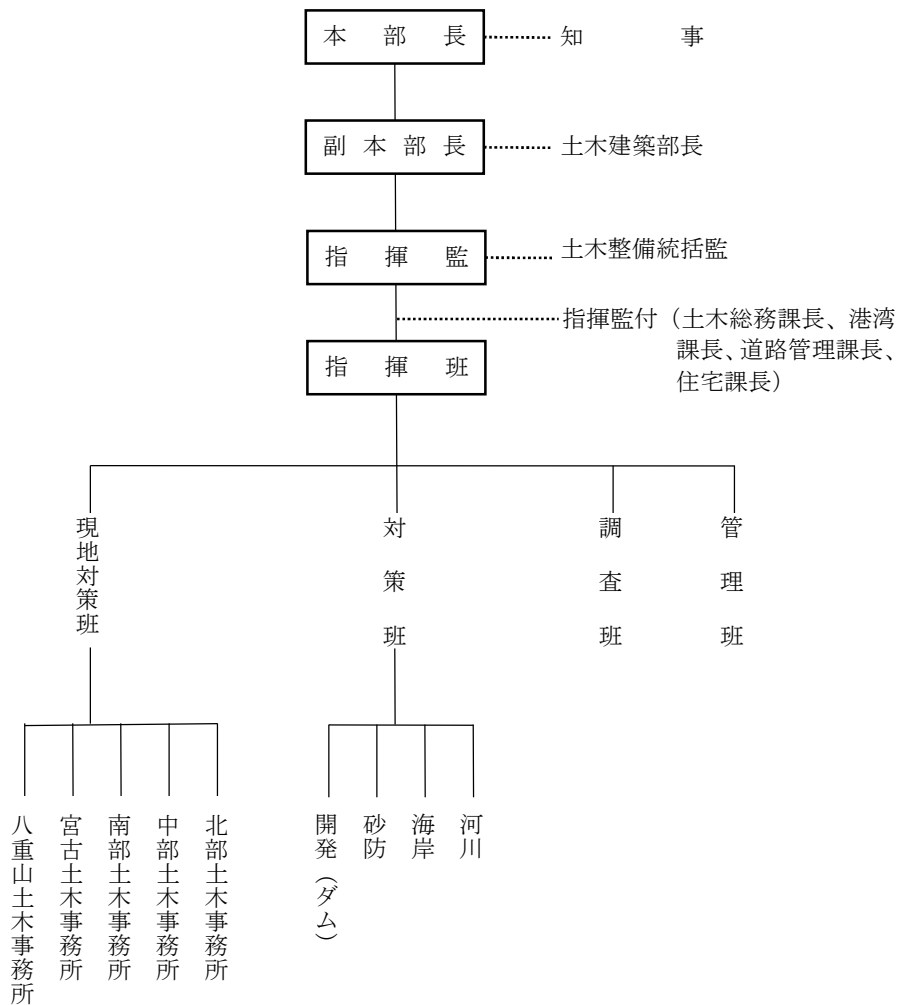 本部長 知事
副本部長 土木建築部長
指揮監 土木整備統括監
指揮監付（土木総務課長、港湾
課長、道路管理課長、
住宅課長）
指揮班
管理班
調査班
対策班
現地対策班
河川
海岸
砂防
開発（ダム）
北部土木事務所
中部土木事務所
南部土木事務所
宮古土木事務所
八重山土木事務所